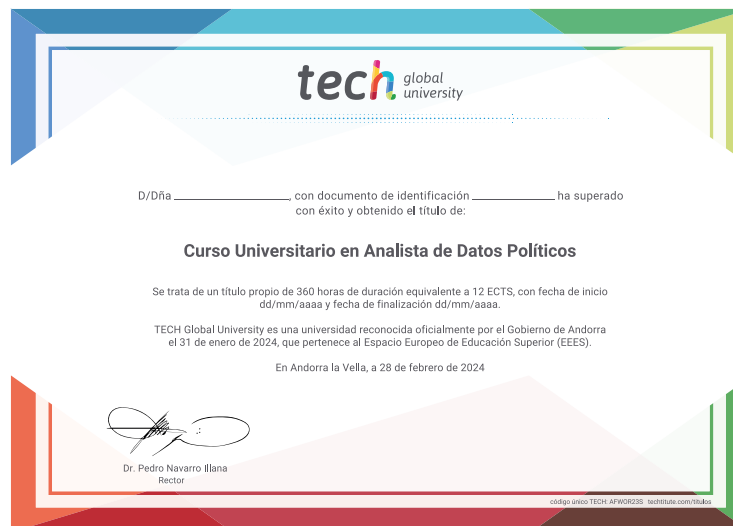 tech global university
D/Dña ________________, con documento de identificación ____________ ha superado
con éxito y obtenido el título de:
Curso Universitario en Analista de Datos Políticos
Se trata de un título propio de 360 horas de duración equivalente a 12 ECTS, con fecha de inicio
dd/mm/aaaa y fecha de finalización dd/mm/aaaa.
TECH Global University es una universidad reconocida oficialmente por el Gobierno de Andorra
el 31 de enero de 2024, que pertenece al Espacio Europeo de Educación Superior (EEES).
En Andorra la Vella, a 28 de febrero de 2024
Dr. Pedro Navarro Illana
Rector
código único TECH: AFWOR23S techtitute.com/titulos